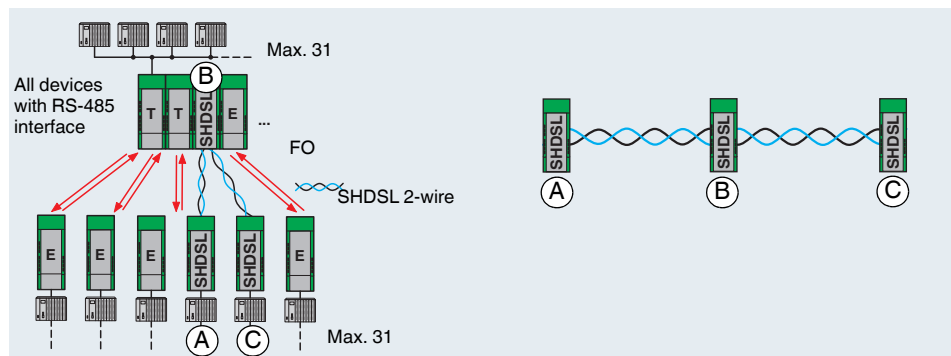 Max. 31
B
All devices
with RS-485
interface
T
T
SHDSL
E
...
FO
SHDSL 2-wire
E
E
E
SHDSL
SHDSL
E
A
C
Max. 31
SHDSL
SHDSL
SHDSL
A
B
C